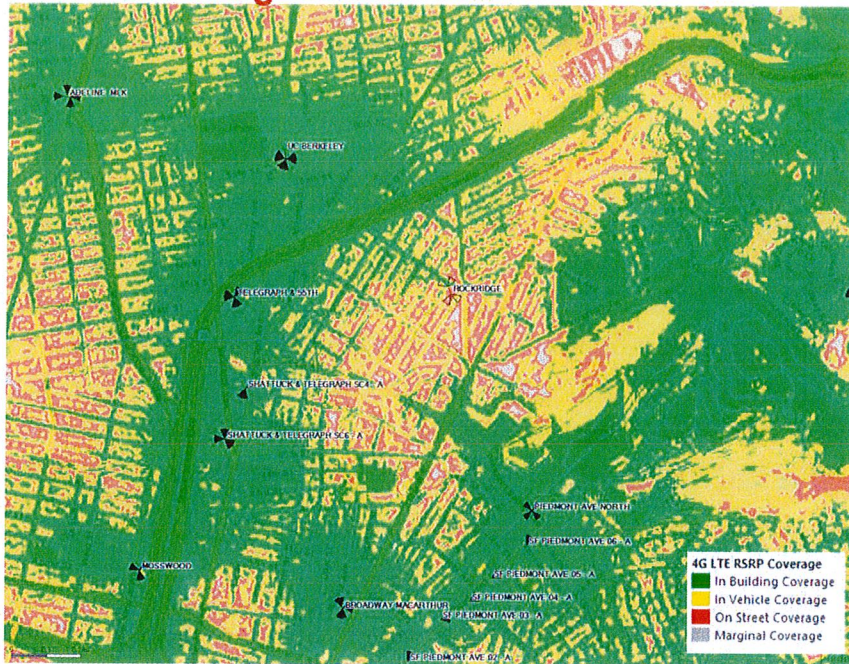 ADELINE MLK
UC BERKELEY
TELEGRAPH & 55TH
ROCKRIDGE
SHATTUCK & TELEGRAPH SC4 - A
SHATTUCK & TELEGRAPH SC6 - A
PIEDMONT AVE NORTH
SF PIEDMONT AVE 06 - A
MOSSWOOD
SF PIEDMONT AVE 05 - A
SF PIEDMONT AVE 04 - A
BROADWAY MACARTHUR
SF PIEDMONT AVE 03 - A
SF PIEDMONT AVE 02 - A
4G LTE RSRP Coverage
In Building Coverage
In Vehicle Coverage
On Street Coverage
Marginal Coverage